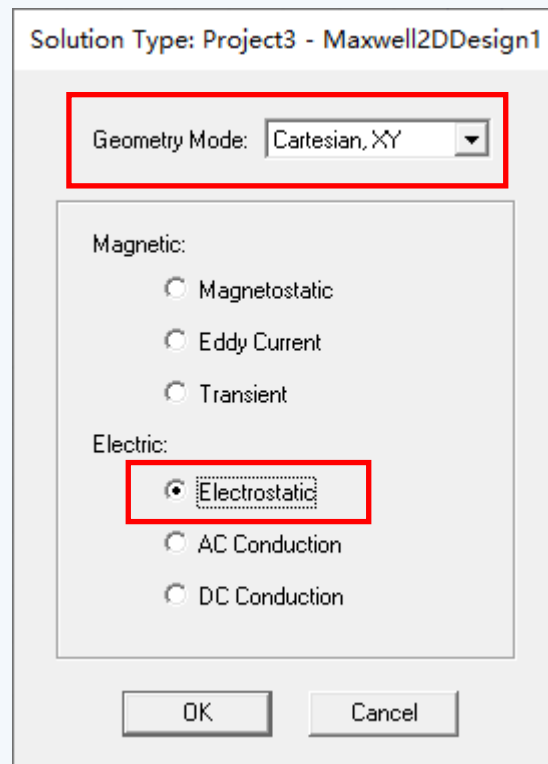 Solution Type: Project3 - Maxwell2DDesign1
Geometry Mode: Cartesian, XY
Magnetic:
Magnetostatic
Eddy Current
Transient
Electric:
Electrostatic
AC Conduction
DC Conduction
OK Cancel